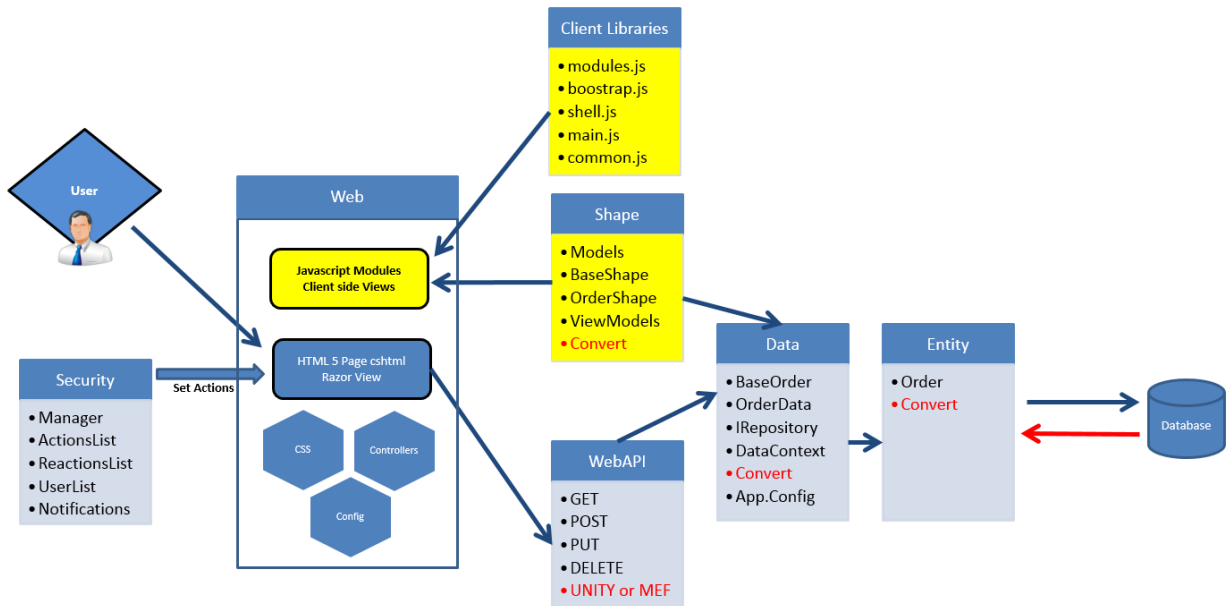 Client Libraries
• modules.js
• boostrap.js
• shell.js
• main.js
• common.js
User
Web
Javascript Modules
Client side Views
HTML 5 Page cshtml
Razor View
CSS
Controllers
Config
Security
• Manager
• ActionsList
• ReactionsList
• UserList
• Notifications
Set Actions
Shape
• Models
• BaseShape
• OrderShape
• ViewModels
• Convert
WebAPI
• GET
• POST
• PUT
• DELETE
• UNITY or MEF
Data
• BaseOrder
• OrderData
• IRepository
• DataContext
• Convert
• App.Config
Entity
• Order
• Convert
Database